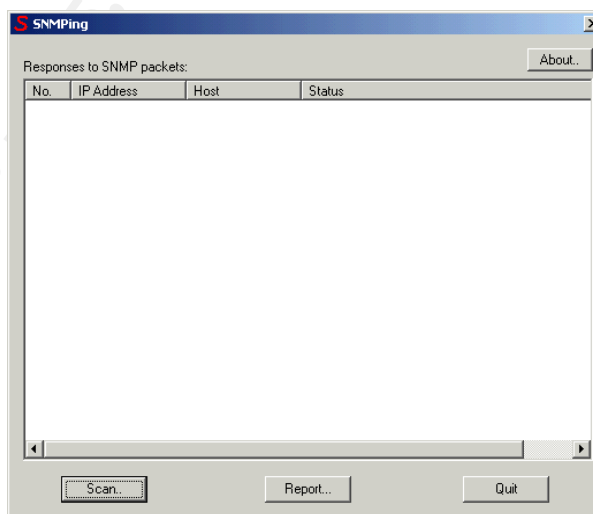 S SNMPing
About..
Responses to SNMP packets:
No. IP Address Host Status
Scan.. Report... Quit